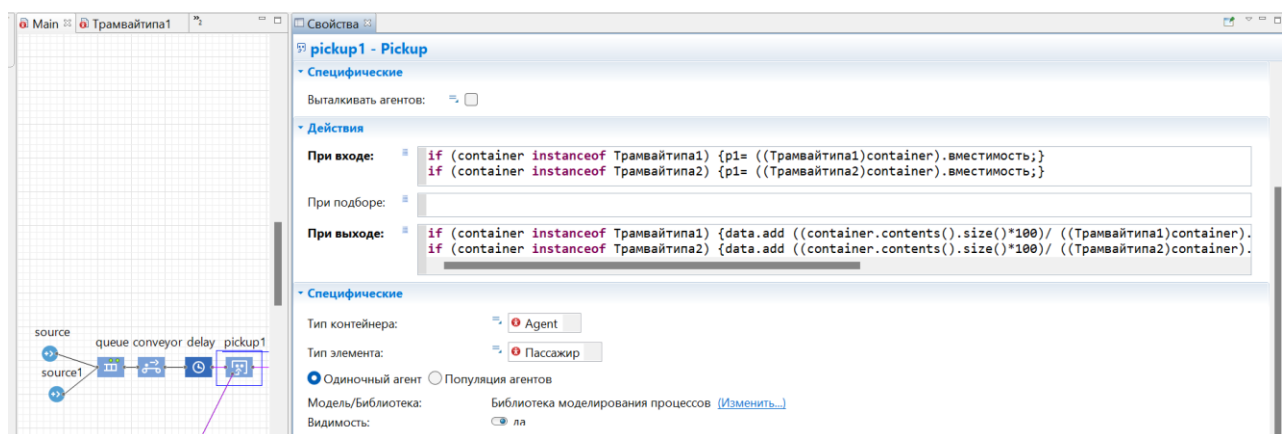 Main Трамвайтипа1 »2
Свойства
pickup1 - Pickup
Специфические
Выталкивать агентов:
Действия
При входе: if (container instanceof Трамвайтипа1) {p1= ((Трамвайтипа1)container).вместимость;}
if (container instanceof Трамвайтипа2) {p1= ((Трамвайтипа2)container).вместимость;}
При подборе:
При выходе: if (container instanceof Трамвайтипа1) {data.add ((container.contents().size()*100)/ ((Трамвайтипа1)container).
if (container instanceof Трамвайтипа2) {data.add ((container.contents().size()*100)/ ((Трамвайтипа2)container).
Специфические
Тип контейнера: Agent
Тип элемента: Пассажир
Одиночный агент Популяция агентов
Модель/Библиотека: Библиотека моделирования процессов (Изменить...)
Видимость: да
source
queue conveyor delay pickup1
source1